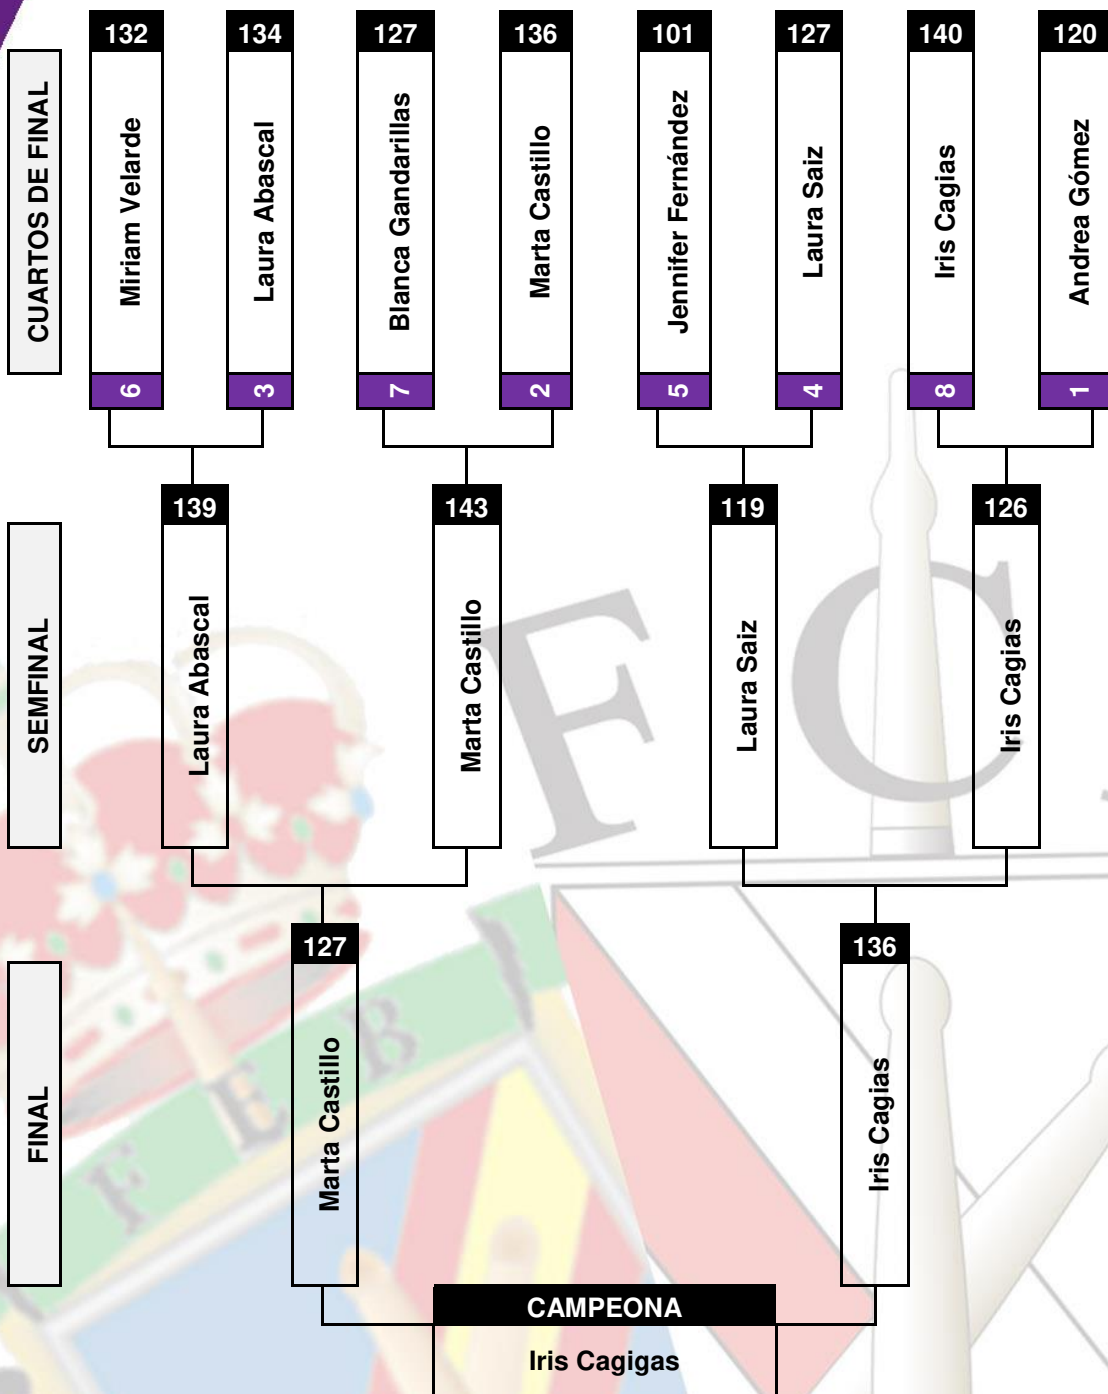 132
134
127
136
101
127
140
120
CUARTOS DE FINAL
Miriam Velarde
Laura Abascal
Blanca Gandarillas
Marta Castillo
Jennifer Fernández
Laura Saiz
Iris Cagias
Andrea Gómez
6
3
7
2
5
4
8
1
139
143
119
126
SEMFINAL
Laura Abascal
Marta Castillo
Laura Saiz
Iris Cagias
F C
127
136
FINAL
Marta Castillo
Iris Cagias
F E B
CAMPEONA
Iris Cagigas